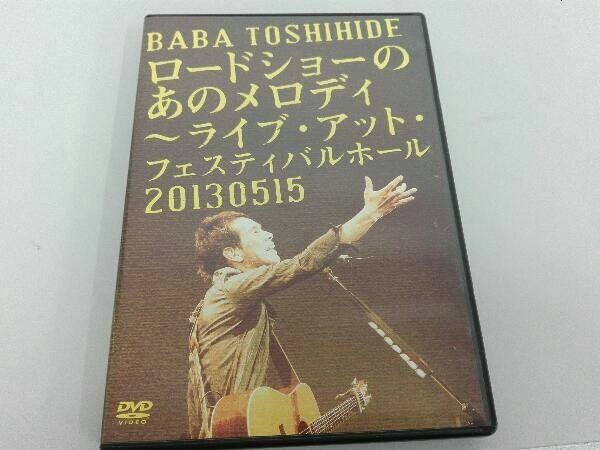 BABA TOSHIHIDE
ロードショーの
あのメロディ
～ライブ・アット・
フェスティバルホール
20130515
DVD
VIDEO